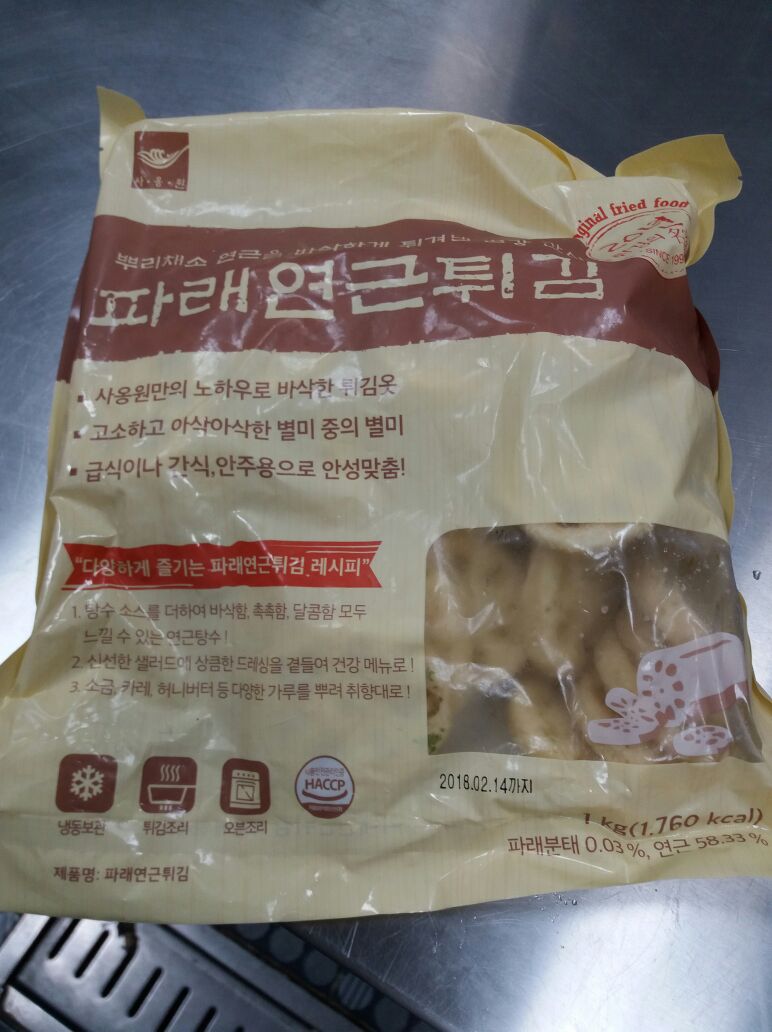 사·옹·원
뿌리채소 연근을 바삭하게 튀겨낸
파래연근튀김
original fried food
SINCE 1995
▪ 사옹원만의 노하우로 바삭한 튀김옷
▪ 고소하고 아삭아삭한 별미 중의 별미
▪ 급식이나 간식,안주용으로 안성맞춤!
"다양하게 즐기는 파래연근튀김 레시피"
1. 탕수 소스를 더하여 바삭함, 촉촉함, 달콤함 모두
느낄 수 있는 연근탕수!
2. 신선한 샐러드에 상큼한 드레싱을 곁들여 건강 메뉴로!
3. 소금, 카레, 허니버터 등 다양한 가루를 뿌려 취향대로!
HACCP
냉동보관 튀김조리 오븐조리
2018.02.14까지
1 kg(1,760 kcal)
파래분태 0.03 %, 연근 58.33 %
제품명: 파래연근튀김